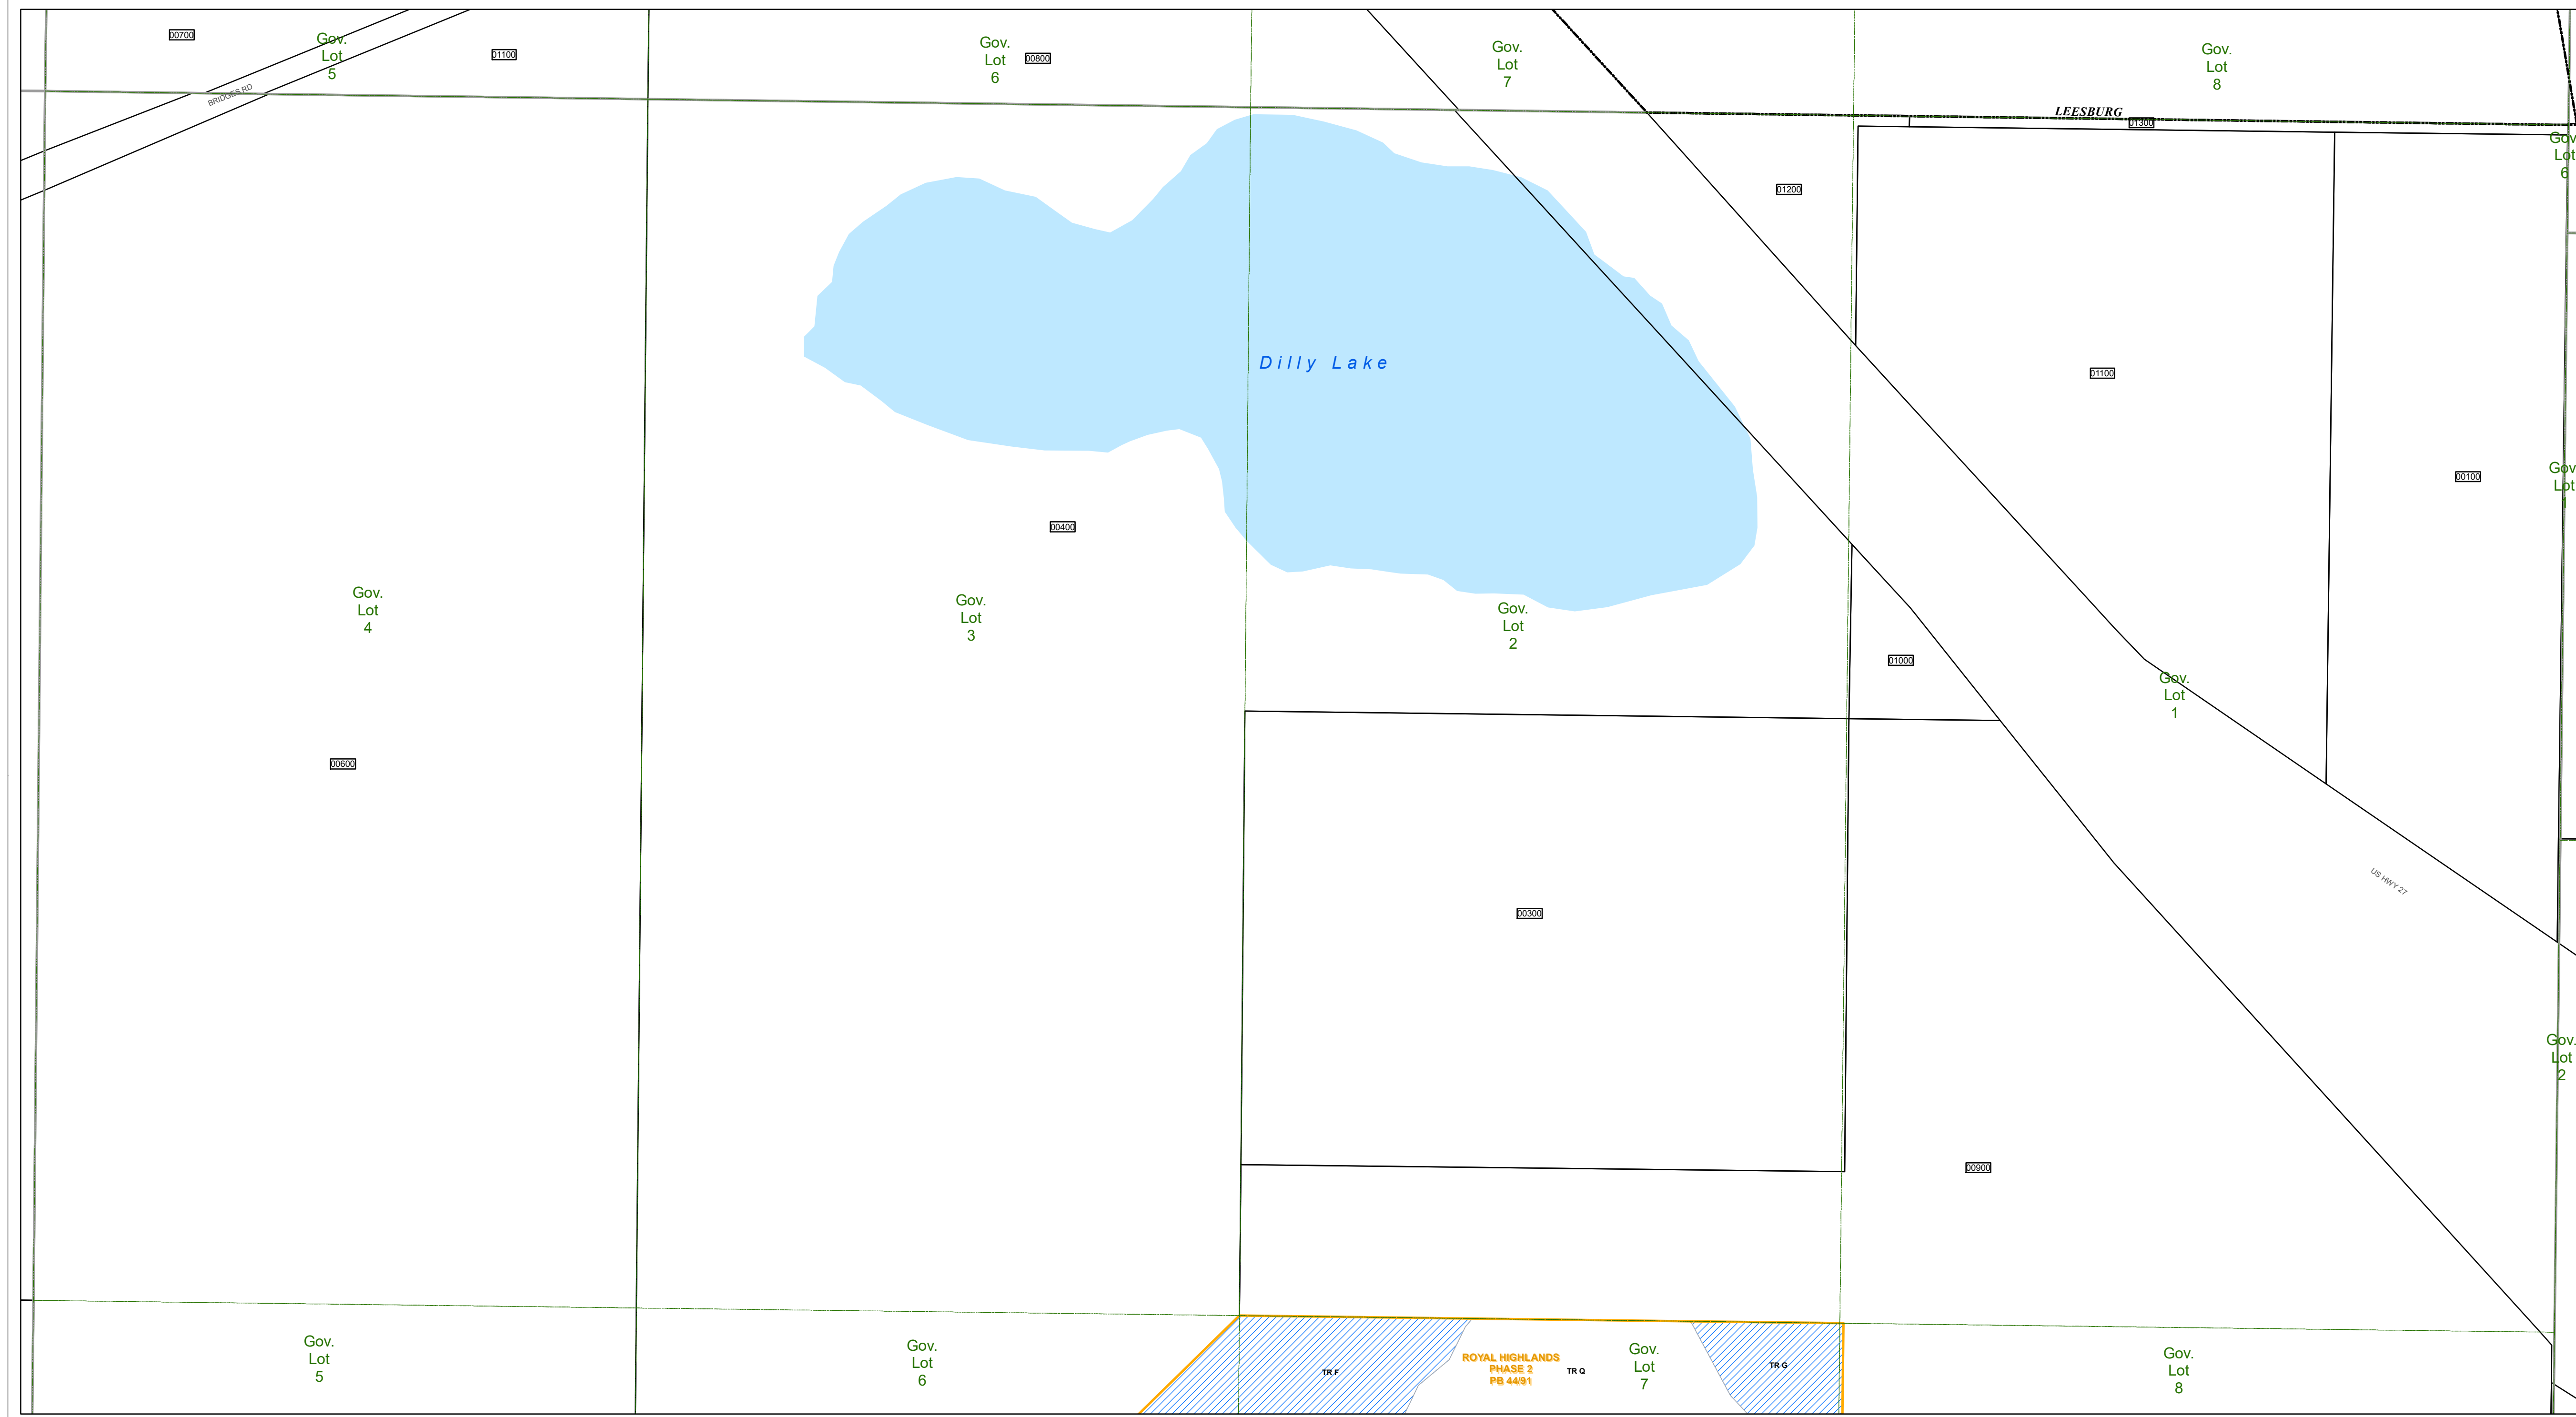 00700
Gov.
Lot
5
01100
Gov.
Lot
6
00800
Gov.
Lot
7
Gov.
Lot
8
BRIDGES RD
LEESBURG
01300
Gov.
Lot
6
01200
Dilly Lake
01100
00100
Gov.
Lot
1
00400
Gov.
Lot
4
Gov.
Lot
3
Gov.
Lot
2
01000
Gov.
Lot
1
00600
US HWY 27
00300
Gov.
Lot
2
00900
Gov.
Lot
5
Gov.
Lot
6
TR F
ROYAL HIGHLANDS
PHASE 2
PB 44/91
TR Q
Gov.
Lot
7
TR G
Gov.
Lot
8